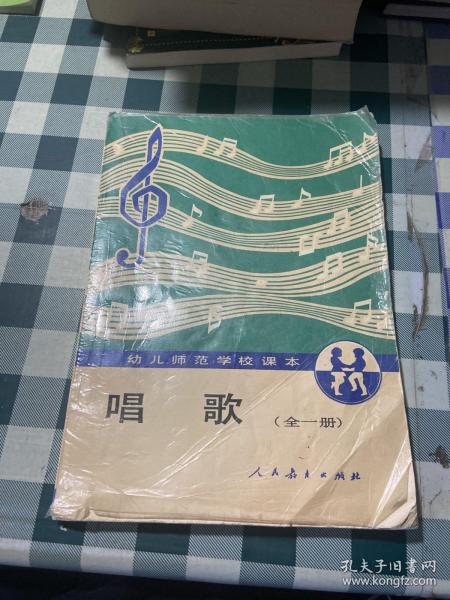 幼儿师范学校课本
唱 歌 (全一册)
人民教育出版社
孔夫子旧书网
www.kongfz.com